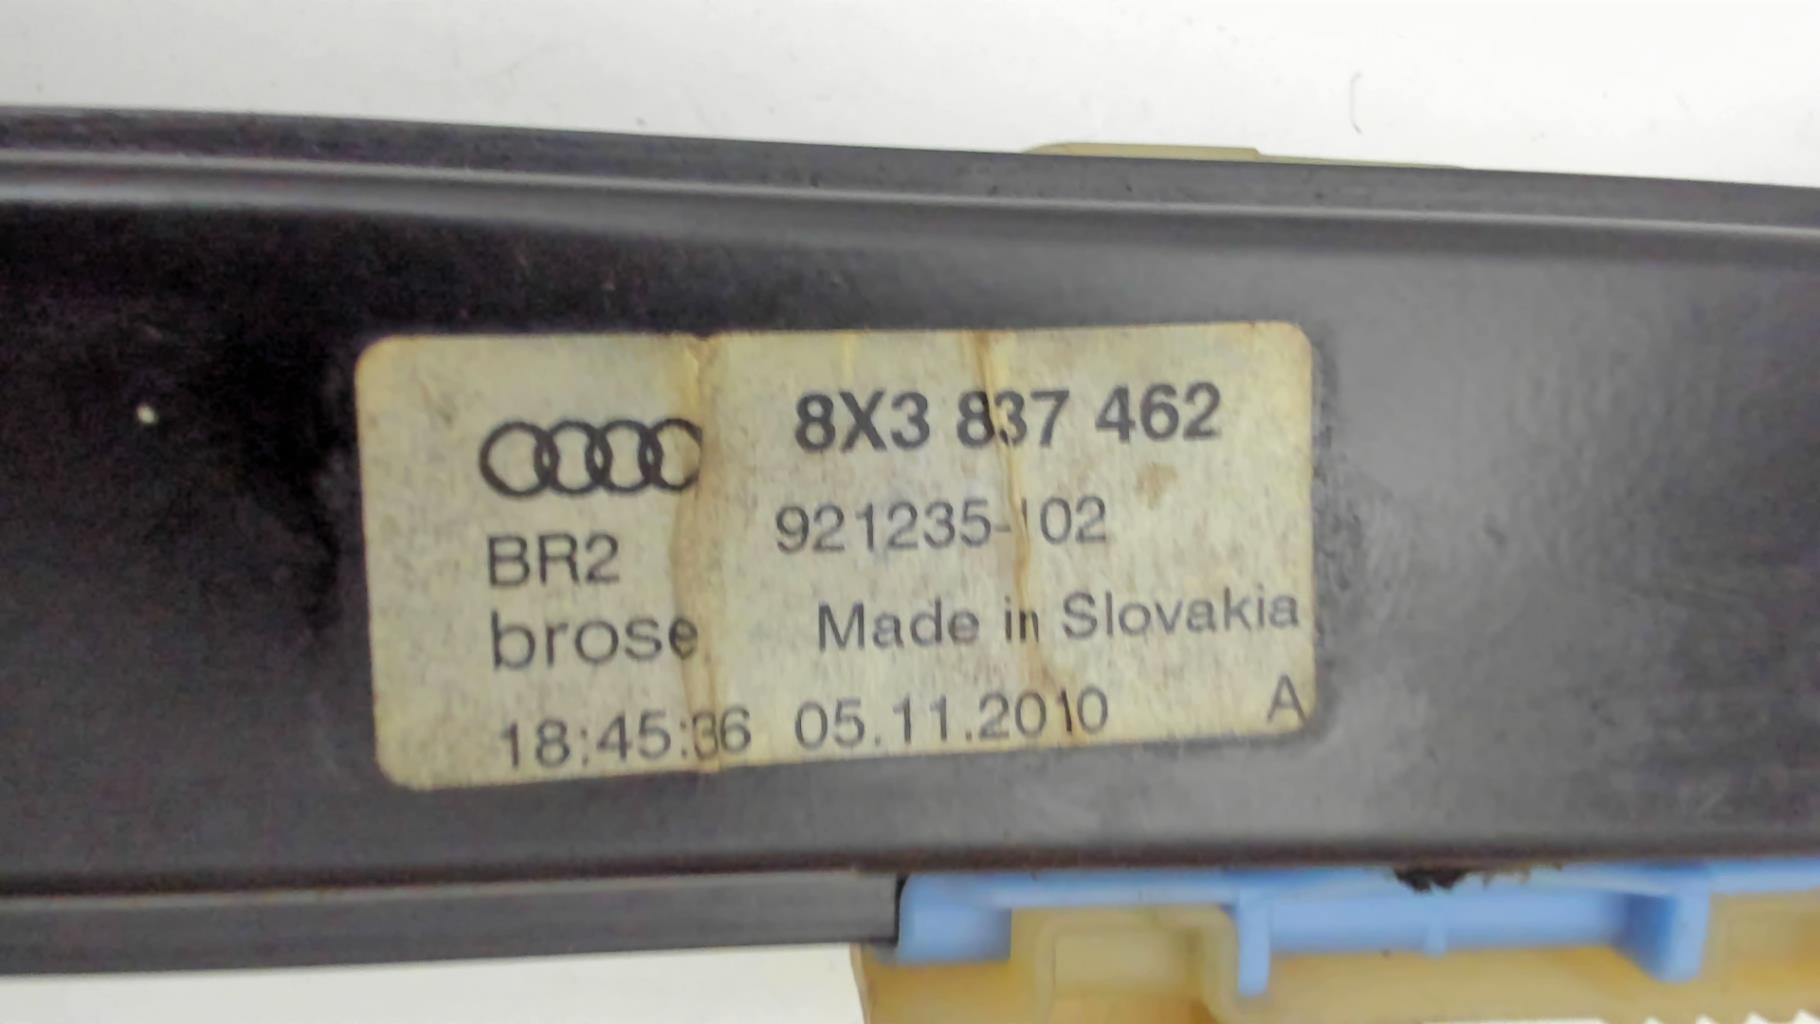 8X3 837 462
BR2 921235-102
brose Made in Slovakia
18:45:36 05.11.2010 A